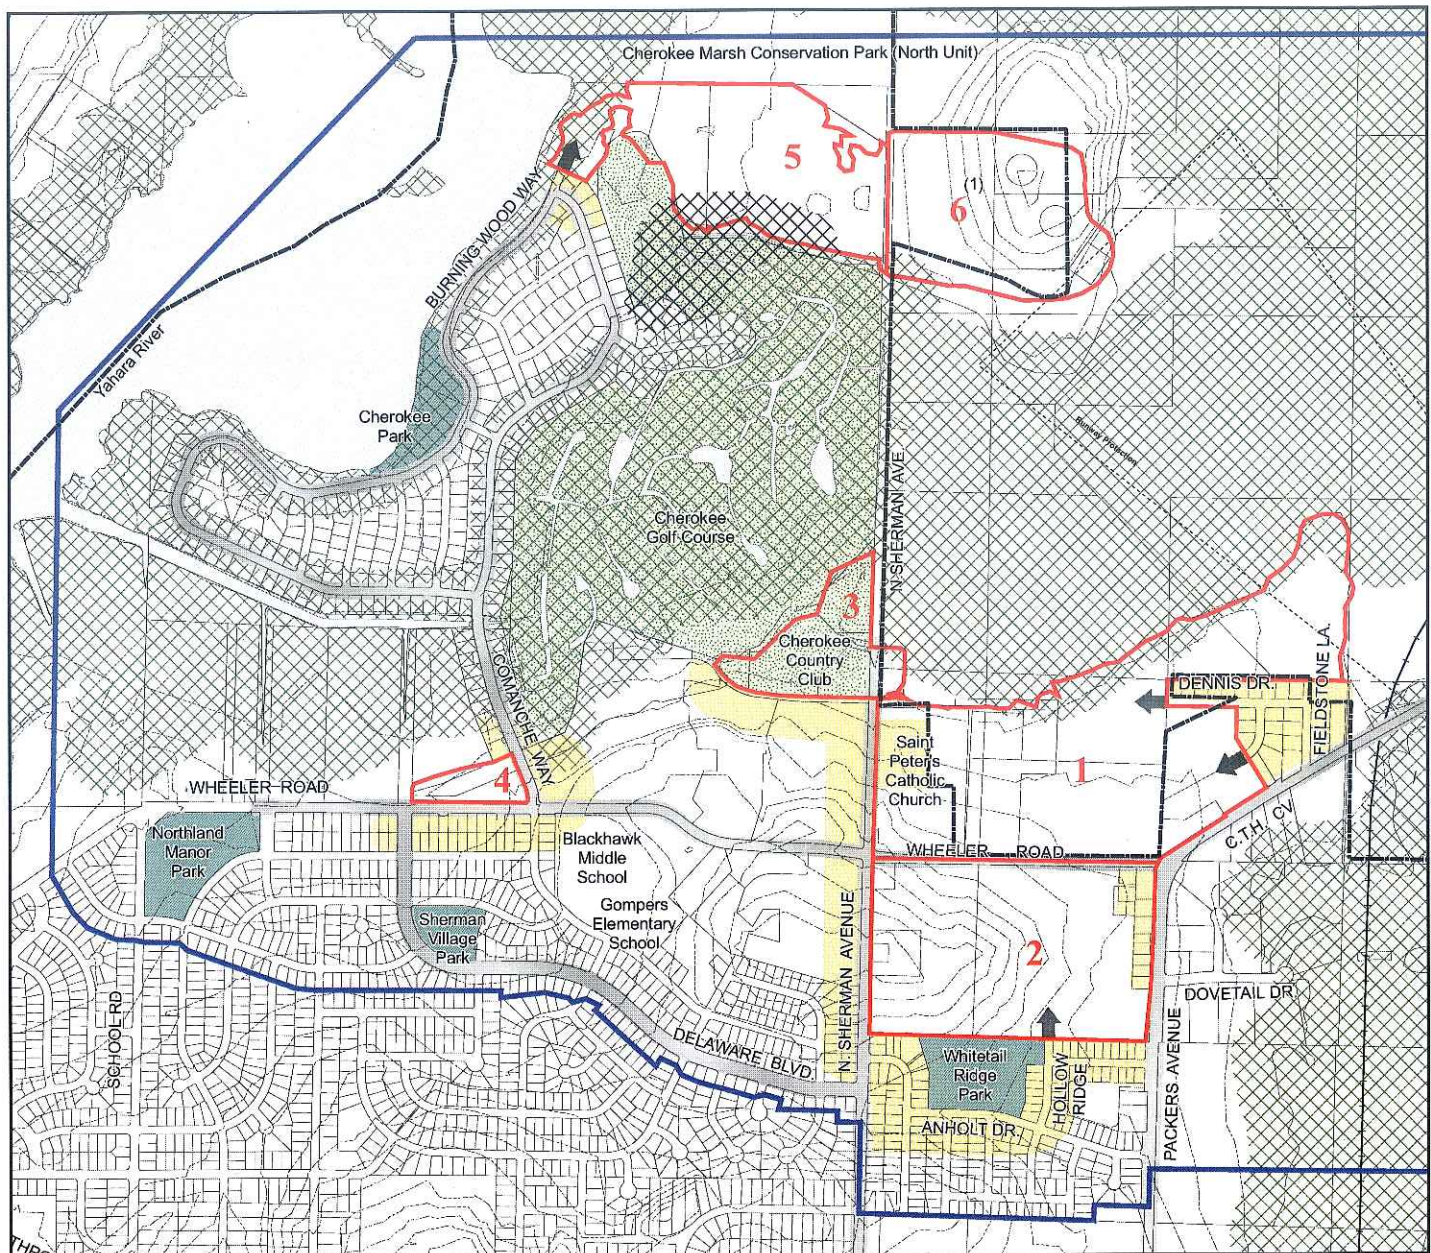 Cherokee Marsh Conservation Park (North Unit)
5
(1)
6
BURNING WOOD WAY
Yahara River
Cherokee
Park
N. SHERMAN AVE.
Runway Protection
Cherokee
Golf Course
3
Cherokee
Country
Club
COMANCHE WAY
DENNIS DR.
FIELDSTONE LA.
Saint
Peter's
Catholic
Church
1
4
WHEELER ROAD
C.T.H. CV
Northland
Manor
Park
Blackhawk
Middle
School
WHEELER ROAD
Gompers
Elementary
School
Sherman
Village
Park
N. SHERMAN AVENUE
2
DOVETAIL DR.
SCHOOL RD
DELAWARE BLVD.
Whitetail
Ridge
Park
HOLLOW
RIDGE
PACKERS AVENUE
ANHOLT DR.